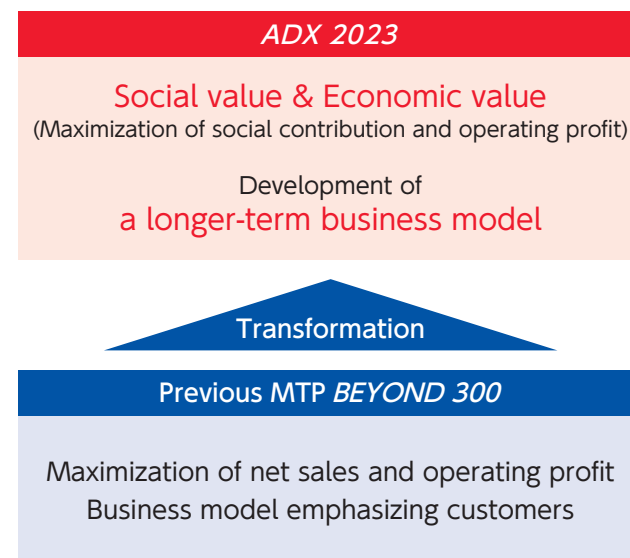 ADX 2023
Social value & Economic value
(Maximization of social contribution and operating profit)
Development of
a longer-term business model
Transformation
Previous MTP BEYOND 300
Maximization of net sales and operating profit
Business model emphasizing customers